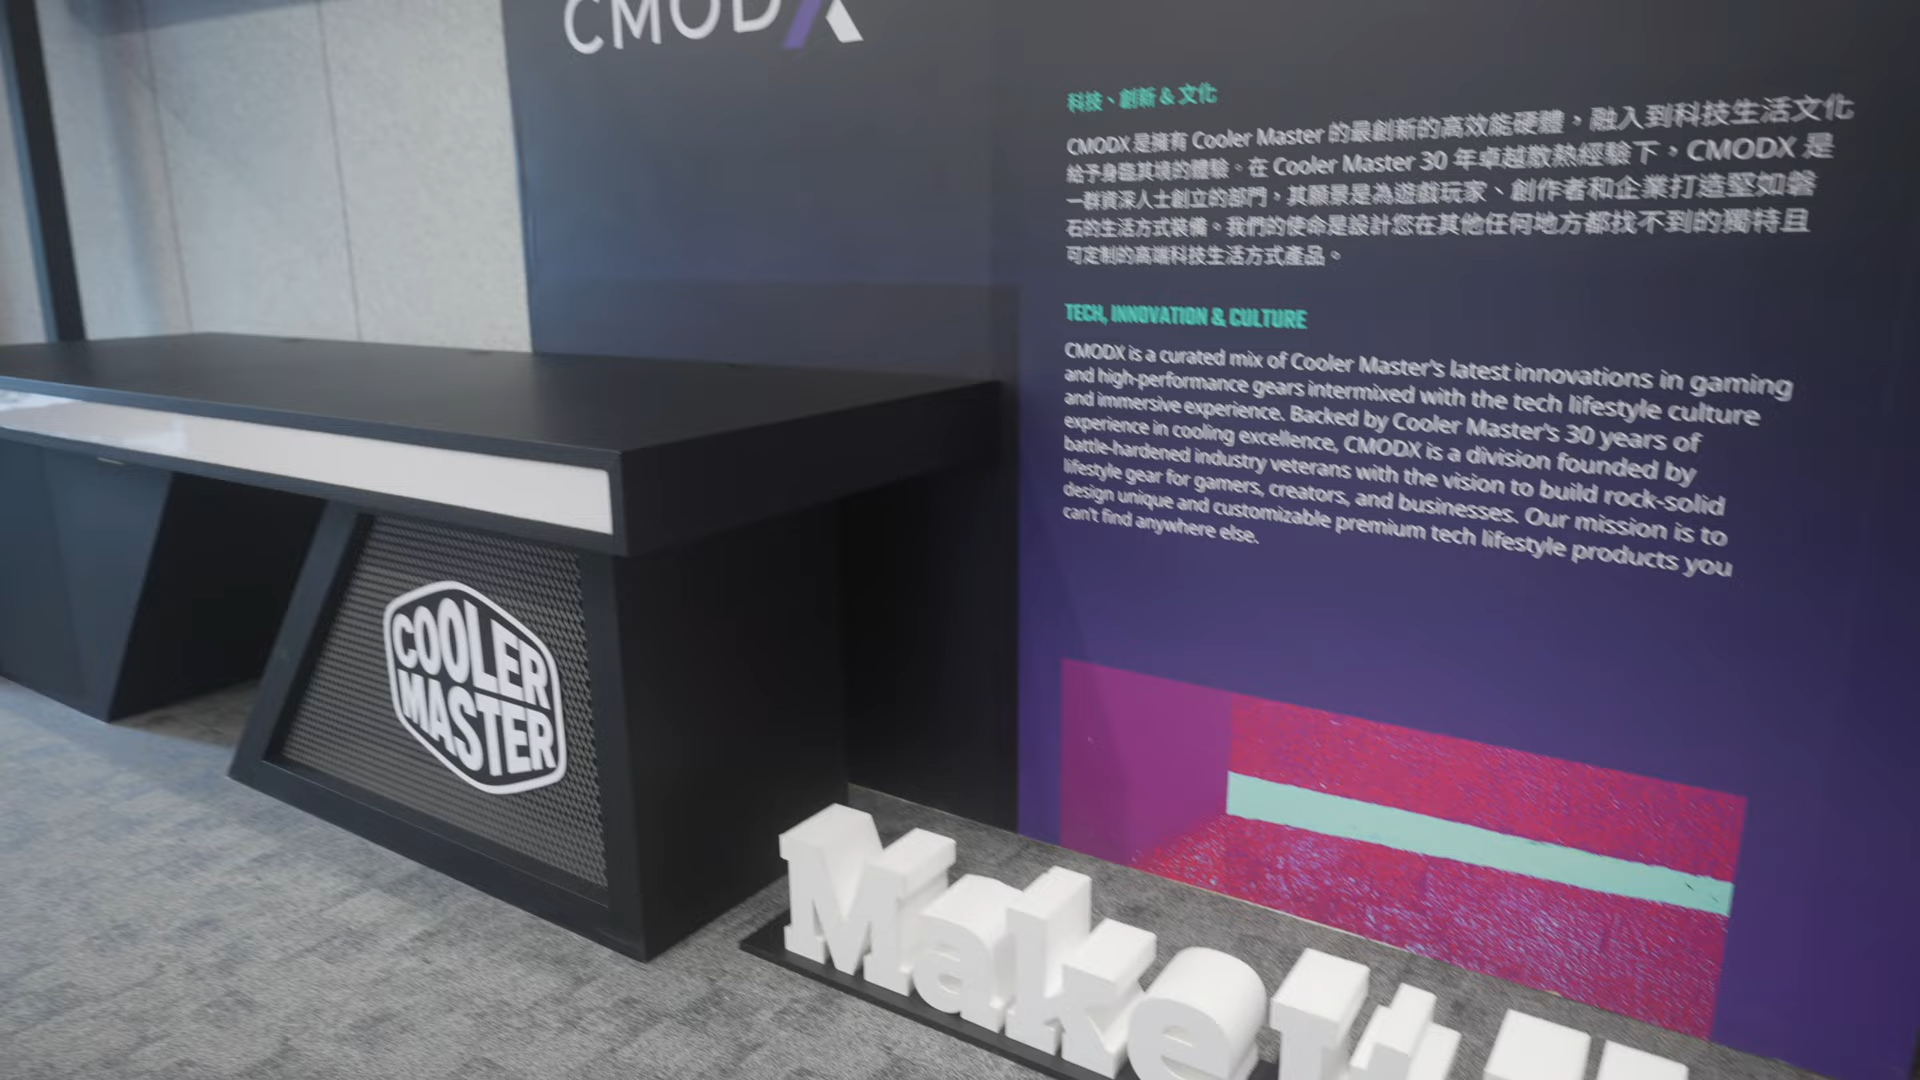 CMODX
科技、創新 & 文化
CMODX 是擁有 Cooler Master 的最創新的高效能硬體，融入到科技生活文化
給予身臨其境的體驗。在 Cooler Master 30 年卓越散熱經驗下，CMODX 是
一群資深人士創立的部門，其願景是為遊戲玩家、創作者和企業打造堅如磐
石的生活方式裝備。我們的使命是設計您在其他任何地方都找不到的獨特且
可定制的高端科技生活方式產品。
TECH, INNOVATION & CULTURE
CMODX is a curated mix of Cooler Master's latest innovations in gaming
and high-performance gears intermixed with the tech lifestyle culture
and immersive experience. Backed by Cooler Master's 30 years of
experience in cooling excellence, CMODX is a division founded by
battle-hardened industry veterans with the vision to build rock-solid
lifestyle gear for gamers, creators, and businesses. Our mission is to
design unique and customizable premium tech lifestyle products you
can't find anywhere else.
COOLER
MASTER
Make